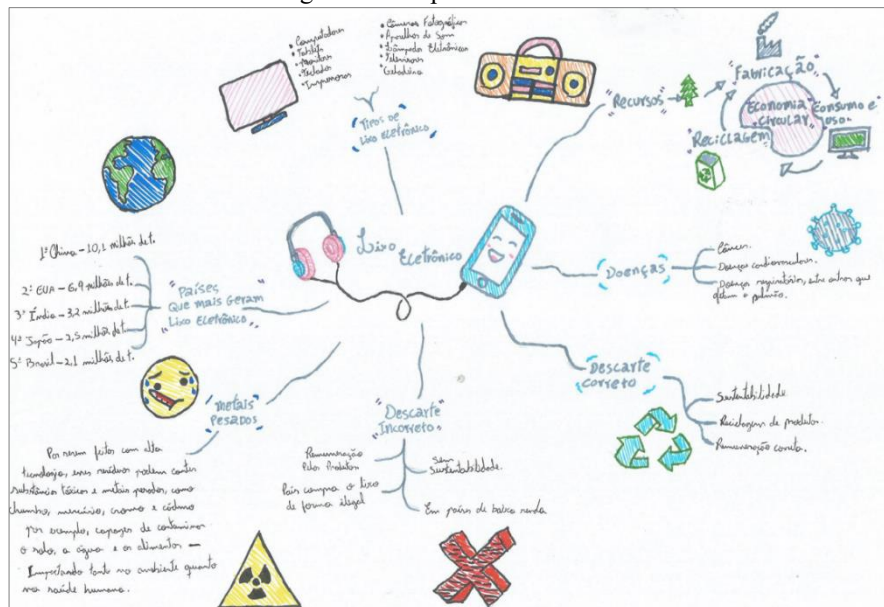 Lixo
Eletrônico
"Tipos de
Lixo Eletrônico"
• Computadores
• Tablets
• Monitores
• Teclados
• Impressoras
• Câmeras Fotográficas
• Aparelhos de Som
• Lâmpadas Eletrônicas
• Televisores
"Recursos"
"Fabricação"
"Economia
Circular"
"Consumo e
uso"
"Reciclagem"
"Doenças"
Câncer.
Doenças cardiovasculares.
Doenças respiratórias, entre outras que
o pulmão.
Descarte
Correto
Sustentabilidade
Reciclagem de produtos.
Remuneração correta.
Descarte
Incorreto
Remuneração
Pelos Produtos
País compra o lixo
de forma ilegal
Sem
sustentabilidade.
Em países de baixa renda
Metais
Pesados
Por serem feitos com alta
tecnologia, esses resíduos podem conter
substâncias tóxicas e metais pesados, como
chumbo, mercúrio, cromo e cádmio
por exemplo, capazes de contaminar
o solo, a água e os alimentos —
Impactando tanto no ambiente quanto
na saúde humana.
"Países
Que mais Geram
Lixo Eletrônico"
1º China - 10,1 milhões de t.
2º EUA - 6,9 milhões de t.
3º Índia - 3,2 milhões de t.
4º Japão - 2,5 milhões de t.
5º Brasil - 2,1 milhões de t.